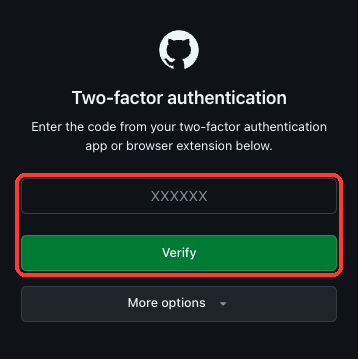 Two-factor authentication
Enter the code from your two-factor authentication
app or browser extension below.
XXXXXX
Verify
More options